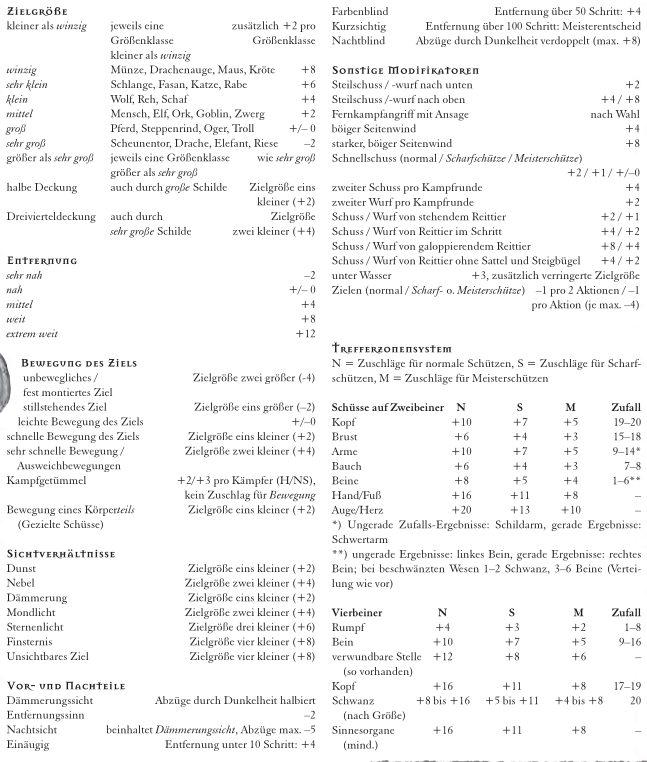 Zielgröße
kleiner als winzig jeweils eine zusätzlich +2 pro
Größenklasse Größenklasse
kleiner als winzig
winzig Münze, Drachenauge, Maus, Kröte +8
sehr klein Schlange, Fasan, Katze, Rabe +6
klein Wolf, Reh, Schaf +4
mittel Mensch, Elf, Ork, Goblin, Zwerg +2
groß Pferd, Steppenrind, Oger, Troll +/– 0
sehr groß Scheunentor, Drache, Elefant, Riese –2
größer als sehr groß jeweils eine Größenklasse wie sehr groß
größer als sehr groß
halbe Deckung auch durch große Schilde Zielgröße eins
kleiner (+2)
Dreivierteldeckung auch durch Zielgröße
sehr große Schilde zwei kleiner (+4)
Entfernung
sehr nah –2
nah +/– 0
mittel +4
weit +8
extrem weit +12
Bewegung des Ziels
unbewegliches / Zielgröße zwei größer (-4)
fest montiertes Ziel
stillstehendes Ziel Zielgröße eins größer (–2)
leichte Bewegung des Ziels +/–0
schnelle Bewegung des Ziels Zielgröße eins kleiner (+2)
sehr schnelle Bewegung / Zielgröße zwei kleiner (+4)
Ausweichbewegungen
Kampfgetümmel +2/+3 pro Kämpfer (H/NS),
kein Zuschlag für Bewegung
Bewegung eines Körperteils Zielgröße eins kleiner (+2)
(Gezielte Schüsse)
Sichtverhältnisse
Dunst Zielgröße eins kleiner (+2)
Nebel Zielgröße zwei kleiner (+4)
Dämmerung Zielgröße eins kleiner (+2)
Mondlicht Zielgröße zwei kleiner (+4)
Sternenlicht Zielgröße drei kleiner (+6)
Finsternis Zielgröße vier kleiner (+8)
Unsichtbares Ziel Zielgröße vier kleiner (+8)
Vor- und Nachteile
Dämmerungssicht Abzüge durch Dunkelheit halbiert
Entfernungssinn –2
Nachtsicht beinhaltet Dämmerungssicht, Abzüge max. –5
Einäugig Entfernung unter 10 Schritt: +4
Farbenblind Entfernung über 50 Schritt: +4
Kurzsichtig Entfernung über 100 Schritt: Meisterentscheid
Nachtblind Abzüge durch Dunkelheit verdoppelt (max. +8)
Sonstige Modifikatoren
Steilschuss / -wurf nach unten +2
Steilschuss / -wurf nach oben +4 / +8
Fernkampfangriff mit Ansage nach Wahl
böiger Seitenwind +4
starker, böiger Seitenwind +8
Schnellschuss (normal / Scharfschütze / Meisterschütze)
+2 / +1 / +/–0
zweiter Schuss pro Kampfrunde +4
zweiter Wurf pro Kampfrunde +2
Schuss / Wurf von stehendem Reittier +2 / +1
Schuss / Wurf von Reittier im Schritt +4 / +2
Schuss / Wurf von galoppierendem Reittier +8 / +4
Schuss / Wurf von Reittier ohne Sattel und Steigbügel +4 / +2
unter Wasser +3, zusätzlich verringerte Zielgröße
Zielen (normal / Scharf- o. Meisterschütze) –1 pro 2 Aktionen / –1
pro Aktion (je max. –4)
Trefferzonensystem
N = Zuschläge für normale Schützen, S = Zuschläge für Scharf-
schützen, M = Zuschläge für Meisterschützen
Schüsse auf Zweibeiner N S M Zufall
Kopf +10 +7 +5 19–20
Brust +6 +4 +3 15–18
Arme +10 +7 +5 9–14*
Bauch +6 +4 +3 7–8
Beine +8 +5 +4 1–6**
Hand/Fuß +16 +11 +8 –
Auge/Herz +20 +13 +10 –
*) Ungerade Zufalls-Ergebnisse: Schildarm, gerade Ergebnisse:
Schwertarm
**) ungerade Ergebnisse: linkes Bein, gerade Ergebnisse: rechtes
Bein; bei beschwänzten Wesen 1–2 Schwanz, 3–6 Beine (Vertei-
lung wie vor)
Vierbeiner N S M Zufall
Rumpf +4 +3 +2 1–8
Bein +10 +7 +5 9–16
verwundbare Stelle +12 +8 +6 –
(so vorhanden)
Kopf +16 +11 +8 17–19
Schwanz +8 bis +16 +5 bis +11 +4 bis +8 20
(nach Größe)
Sinnesorgane +16 +11 +8 –
(mind.)